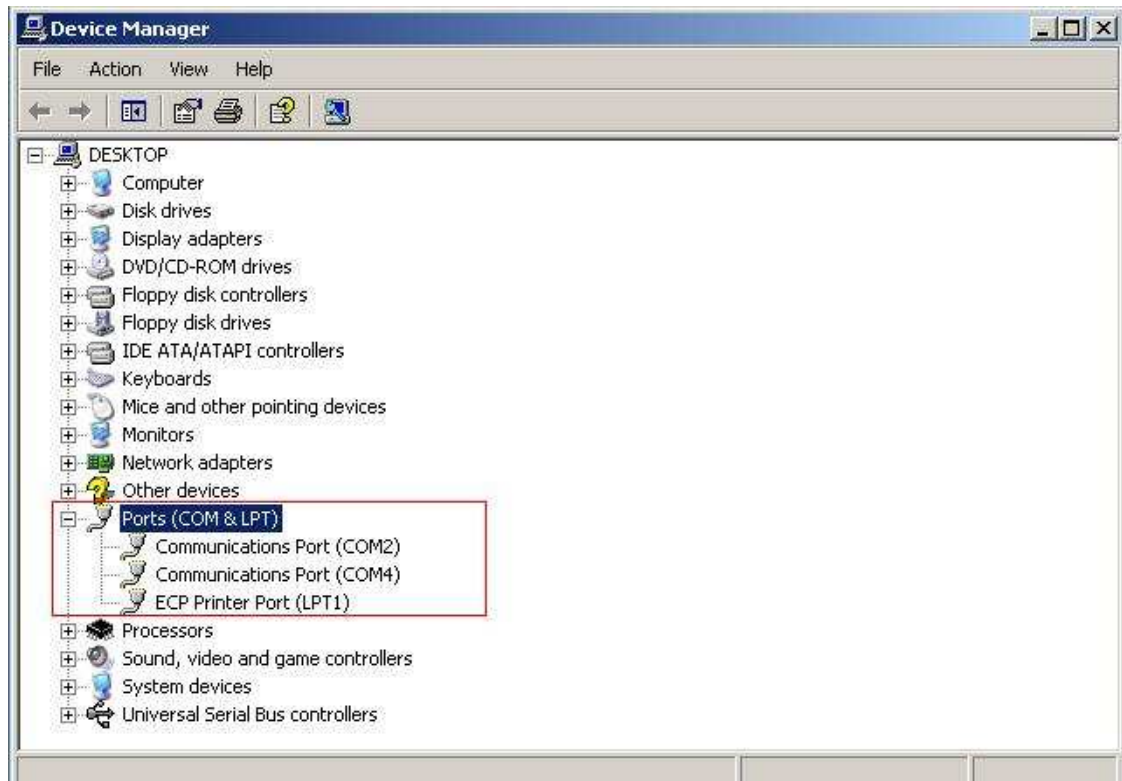 Device Manager
File Action View Help
DESKTOP
Computer
Disk drives
Display adapters
DVD/CD-ROM drives
Floppy disk controllers
Floppy disk drives
IDE ATA/ATAPI controllers
Keyboards
Mice and other pointing devices
Monitors
Network adapters
Other devices
Ports (COM & LPT)
Communications Port (COM2)
Communications Port (COM4)
ECP Printer Port (LPT1)
Processors
Sound, video and game controllers
System devices
Universal Serial Bus controllers